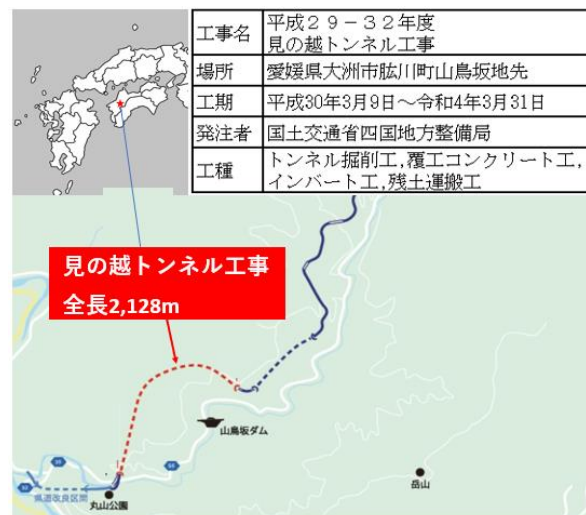 工事名 平成29-32年度
見の越トンネル工事
場所 愛媛県大洲市肱川町山鳥坂地先
工期 平成30年3月9日～令和4年3月31日
発注者 国土交通省四国地方整備局
工種 トンネル掘削工,覆工コンクリート工,
インバート工,残土運搬工
見の越トンネル工事
全長2,128m
山鳥坂ダム
岳山
県道改良区間
丸山公園